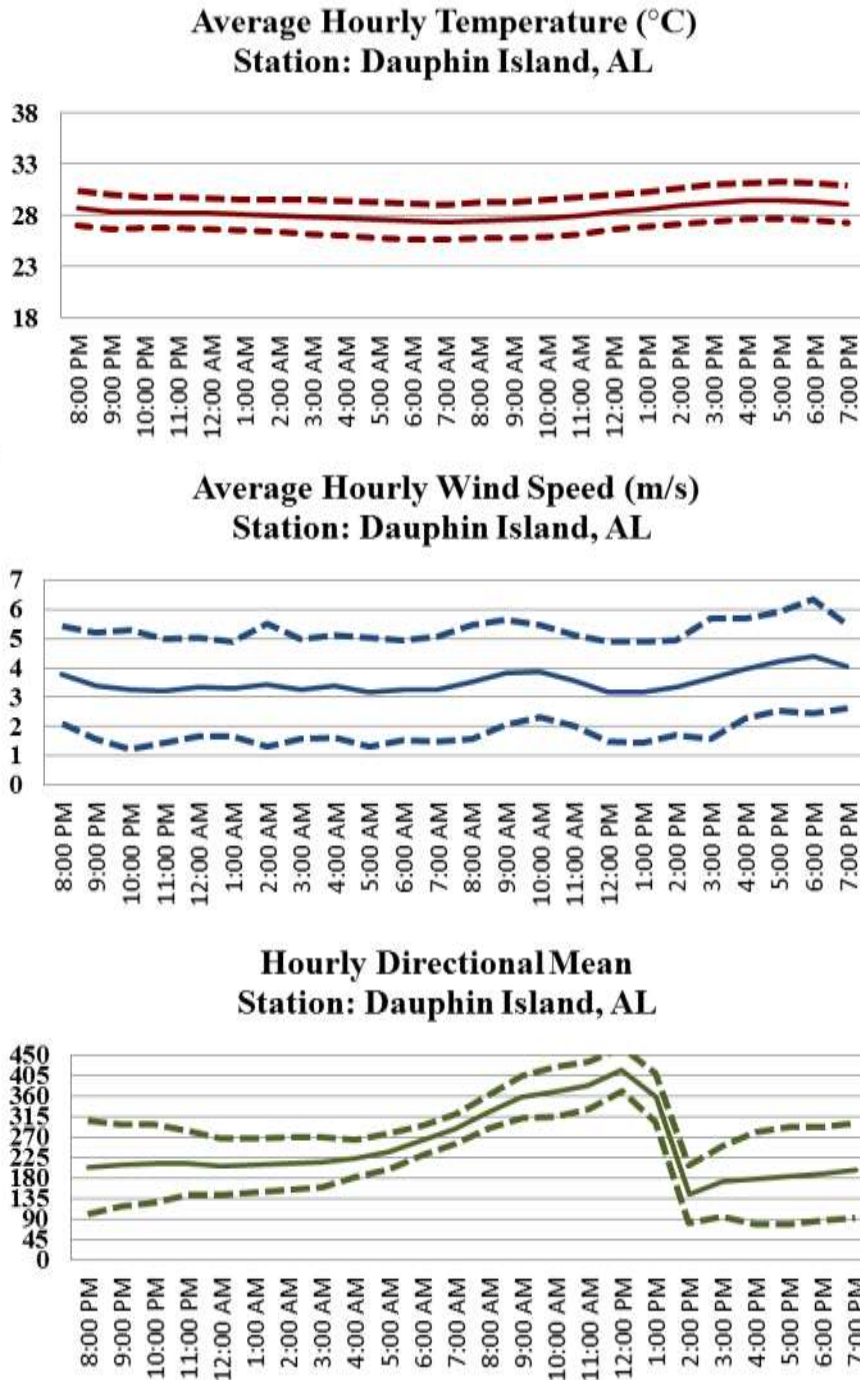 Average Hourly Temperature (°C)
Station: Dauphin Island, AL
38
33
28
23
18
8:00 PM
9:00 PM
10:00 PM
11:00 PM
12:00 AM
1:00 AM
2:00 AM
3:00 AM
4:00 AM
5:00 AM
6:00 AM
7:00 AM
8:00 AM
9:00 AM
10:00 AM
11:00 AM
12:00 PM
1:00 PM
2:00 PM
3:00 PM
4:00 PM
5:00 PM
6:00 PM
7:00 PM
Average Hourly Wind Speed (m/s)
Station: Dauphin Island, AL
7
6
5
4
3
2
1
0
8:00 PM
9:00 PM
10:00 PM
11:00 PM
12:00 AM
1:00 AM
2:00 AM
3:00 AM
4:00 AM
5:00 AM
6:00 AM
7:00 AM
8:00 AM
9:00 AM
10:00 AM
11:00 AM
12:00 PM
1:00 PM
2:00 PM
3:00 PM
4:00 PM
5:00 PM
6:00 PM
7:00 PM
Hourly Directional Mean
Station: Dauphin Island, AL
450
405
360
315
270
225
180
135
90
45
0
8:00 PM
9:00 PM
10:00 PM
11:00 PM
12:00 AM
1:00 AM
2:00 AM
3:00 AM
4:00 AM
5:00 AM
6:00 AM
7:00 AM
8:00 AM
9:00 AM
10:00 AM
11:00 AM
12:00 PM
1:00 PM
2:00 PM
3:00 PM
4:00 PM
5:00 PM
6:00 PM
7:00 PM